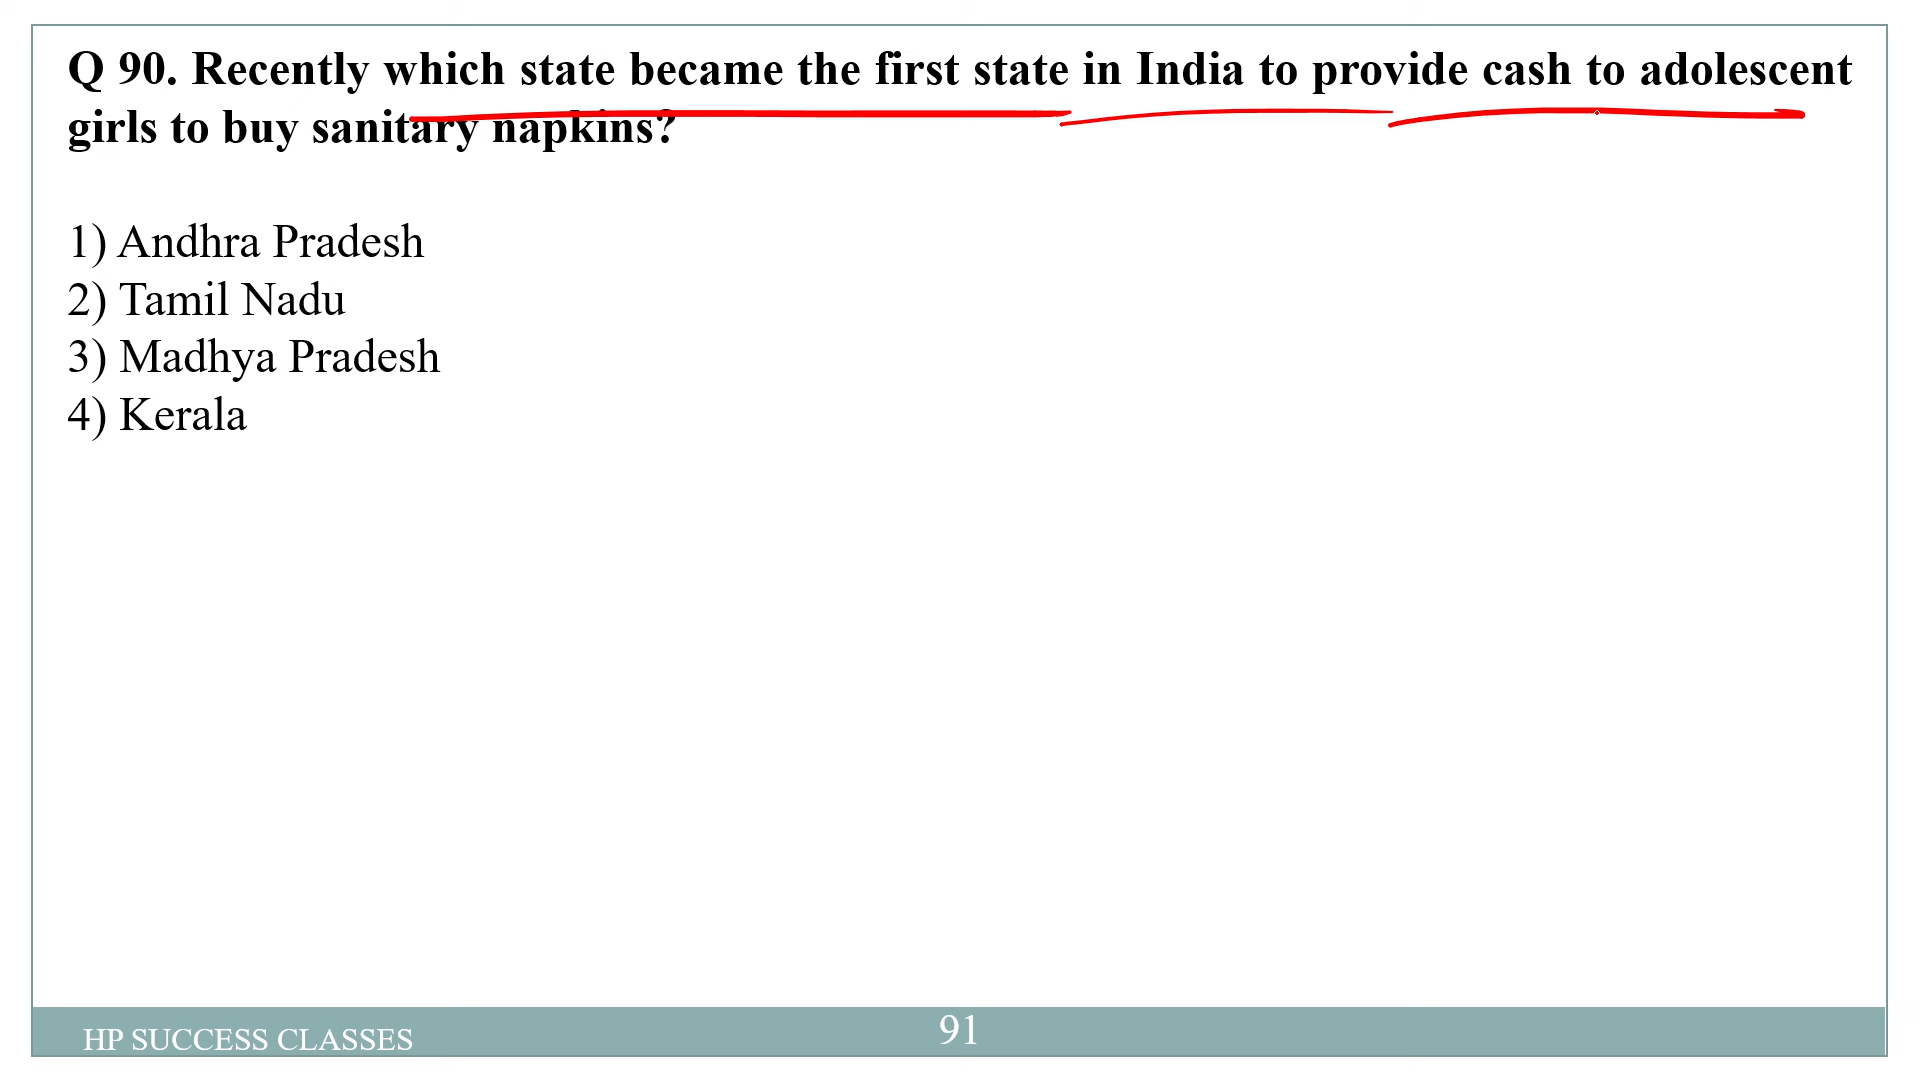 Q 90. Recently which state became the first state in India to provide cash to adolescent
girls to buy sanitary napkins?
1) Andhra Pradesh
2) Tamil Nadu
3) Madhya Pradesh
4) Kerala
HP SUCCESS CLASSES
91